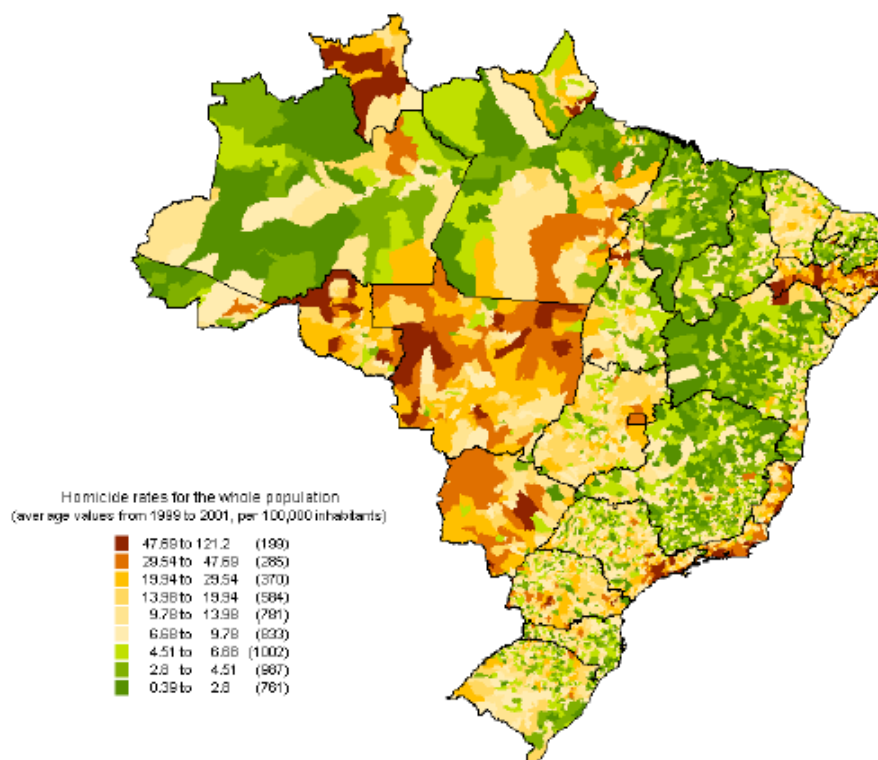 Homicide rates for the whole population
(average values from 1999 to 2001, per 100,000 inhabitants)
47.69 to 121.2 (199)
29.54 to 47.69 (285)
19.94 to 29.54 (370)
13.98 to 19.94 (584)
9.78 to 13.98 (791)
6.68 to 9.78 (833)
4.51 to 6.68 (1002)
2.8 to 4.51 (987)
0.39 to 2.8 (761)